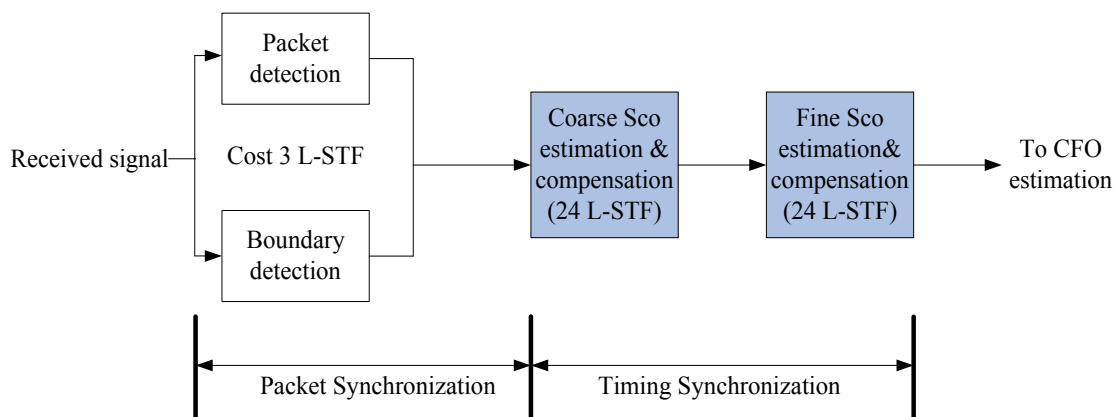 Packet
detection
Received signal
Cost 3 L-STF
Boundary
detection
Coarse Sco
estimation &
compensation
(24 L-STF)
Fine Sco
estimation&
compensation
(24 L-STF)
To CFO
estimation
Packet Synchronization
Timing Synchronization